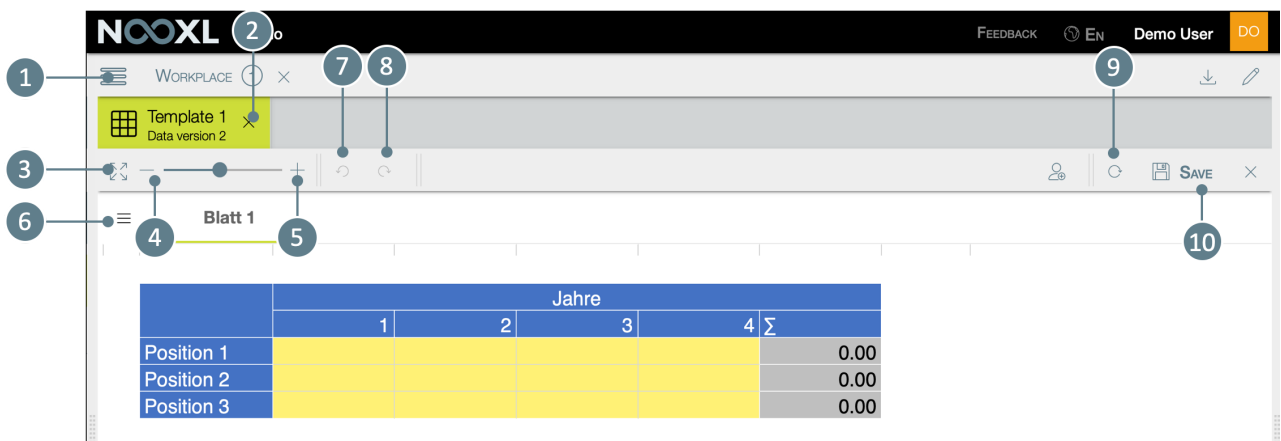 NOOXL
2
o
FEEDBACK
EN
Demo User
DO
1
WORKPLACE 1
7
8
9
Template 1
Data version 2
3
SAVE
6
Blatt 1
4
5
10
Jahre
1 2 3 4 Σ
Position 1 0.00
Position 2 0.00
Position 3 0.00